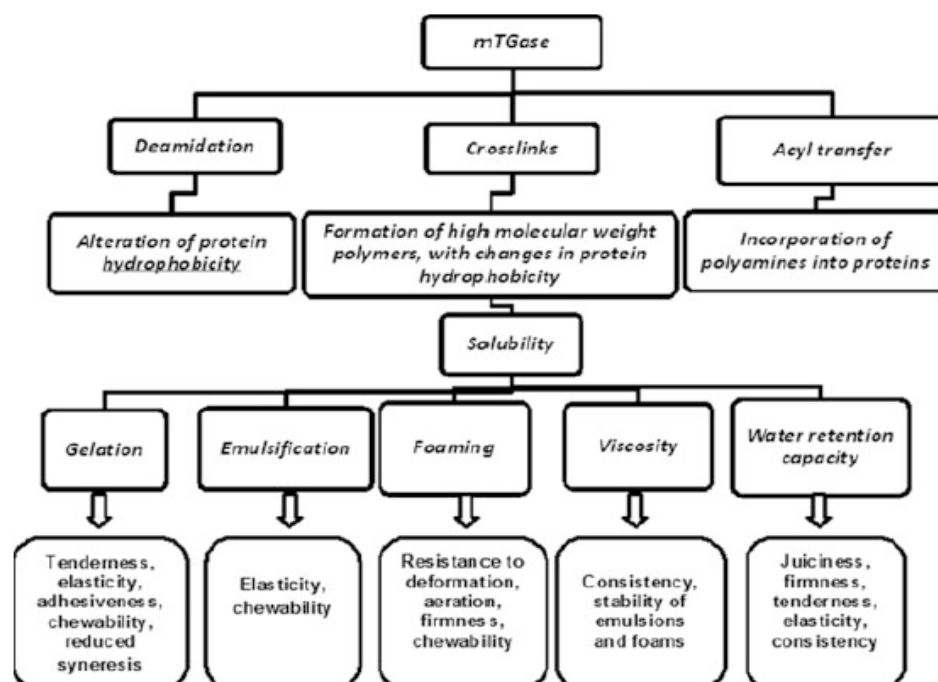 mTGase
Deamidation
Crosslinks
Acyl transfer
Alteration of protein
hydrophobicity
Formation of high molecular weight
polymers, with changes in protein
hydrophobicity
Incorporation of
polyamines into proteins
Solubility
Gelation
Emulsification
Foaming
Viscosity
Water retention
capacity
Tenderness,
elasticity,
adhesiveness,
chewability,
reduced
syneresis
Elasticity,
chewability
Resistance to
deformation,
aeration,
firmness,
chewability
Consistency,
stability of
emulsions
and foams
Juiciness,
firmness,
tenderness,
elasticity,
consistency